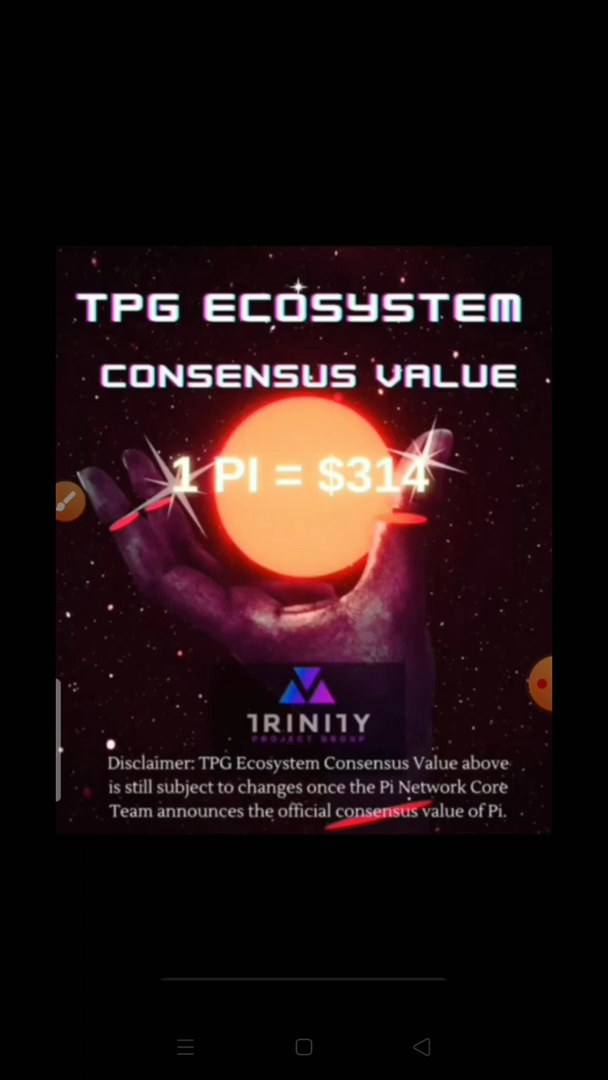 TPG ECOSYSTEM
CONSENSUS VALUE
1 PI = $314
TRINITY
PROJECT GROUP
Disclaimer: TPG Ecosystem Consensus Value above
is still subject to changes once the Pi Network Core
Team announces the official consensus value of Pi.